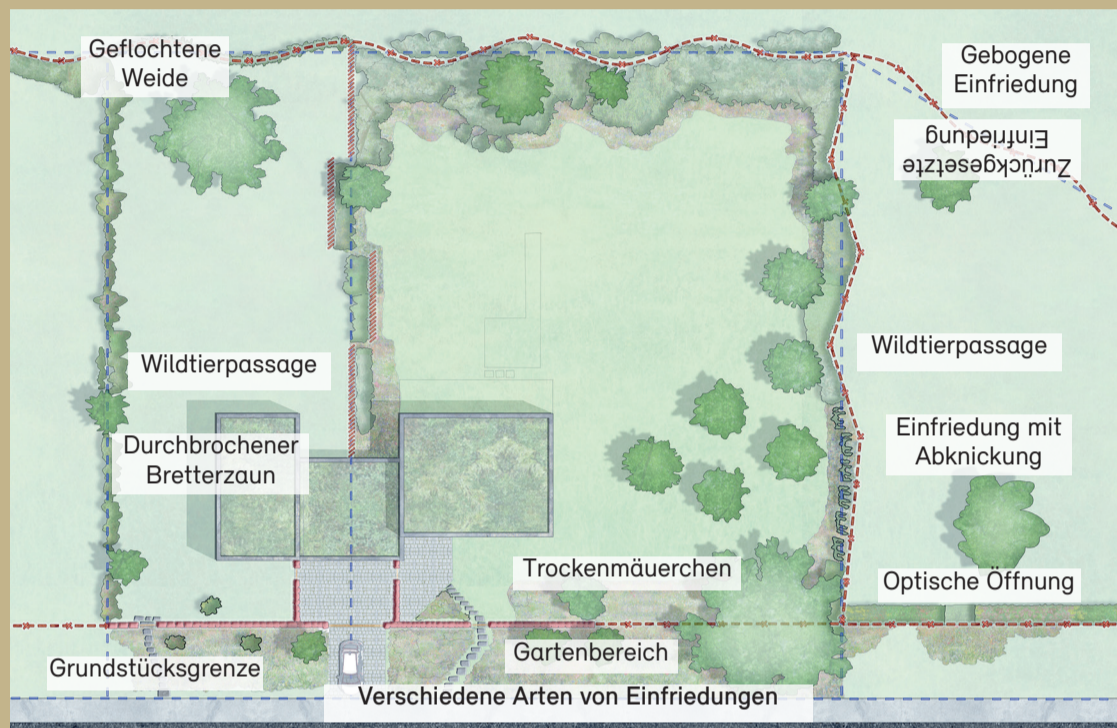 Geflochtene
Weide
Gebogene
Einfriedung
Zurückgesetzte
Einfriedung
Wildtierpassage
Wildtierpassage
Durchbrochener
Bretterzaun
Einfriedung mit
Abknickung
Trockenmäuerchen
Optische Öffnung
Gartenbereich
Grundstücksgrenze
Verschiedene Arten von Einfriedungen